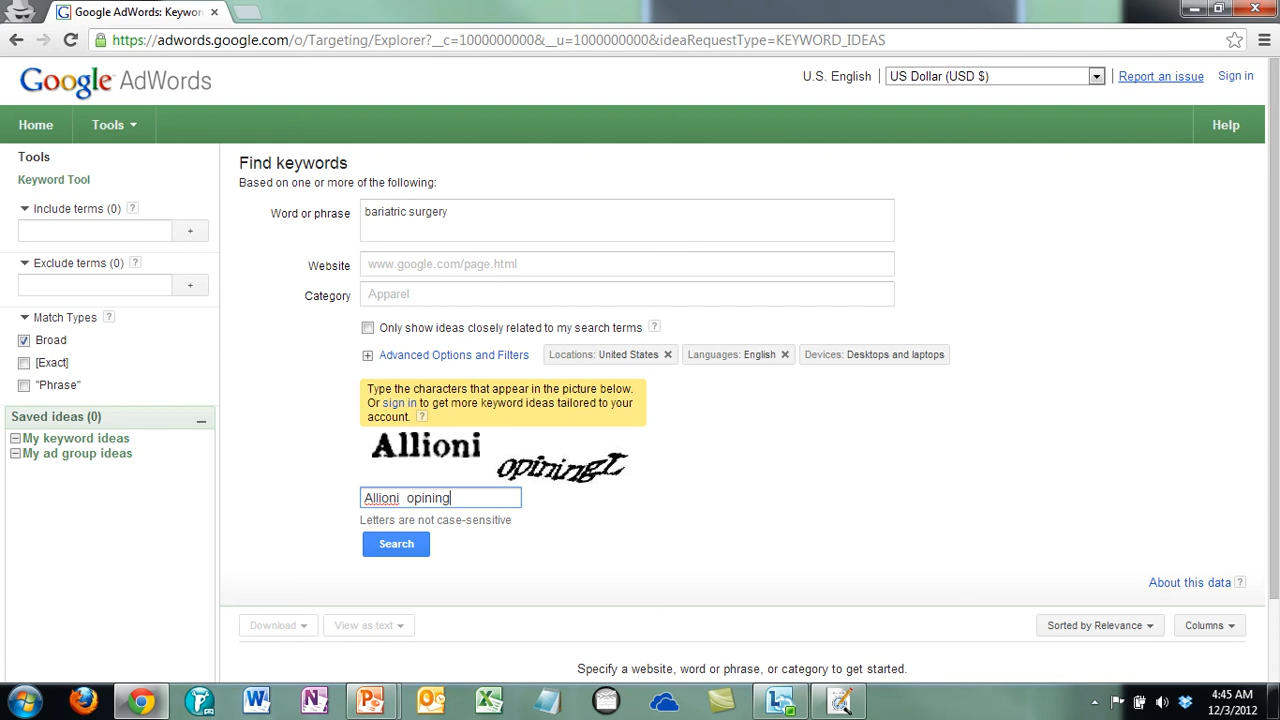 Google AdWords: Keywor ×
https://adwords.google.com/o/Targeting/Explorer?__c=1000000000&__u=1000000000&ideaRequestType=KEYWORD_IDEAS
Google AdWords
U.S. English
US Dollar (USD $)
Report an issue
Sign in
Home
Tools
Help
Tools
Keyword Tool
Include terms (0) ?
+
Exclude terms (0) ?
+
Match Types ?
Broad
[Exact]
"Phrase"
Saved ideas (0)
My keyword ideas
My ad group ideas
Find keywords
Based on one or more of the following:
Word or phrase
bariatric surgery
Website
www.google.com/page.html
Category
Apparel
Only show ideas closely related to my search terms ?
Advanced Options and Filters
Locations: United States ×
Languages: English ×
Devices: Desktops and laptops
Type the characters that appear in the picture below.
Or sign in to get more keyword ideas tailored to your
account. ?
Allioni
Allioni opining
Letters are not case-sensitive
Search
About this data ?
Download
View as text
Sorted by Relevance
Columns
Specify a website, word or phrase, or category to get started.
4:45 AM
12/3/2012